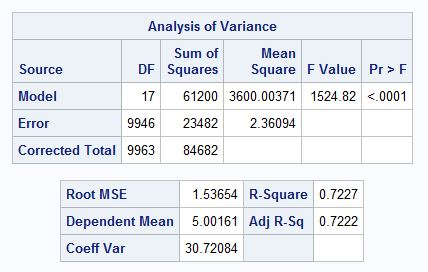 Analysis of Variance
Source DF Sum of Squares Mean Square F Value Pr > F
Model 17 61200 3600.00371 1524.82 <.0001
Error 9946 23482 2.36094
Corrected Total 9963 84682
Root MSE 1.53654 R-Square 0.7227
Dependent Mean 5.00161 Adj R-Sq 0.7222
Coeff Var 30.72084